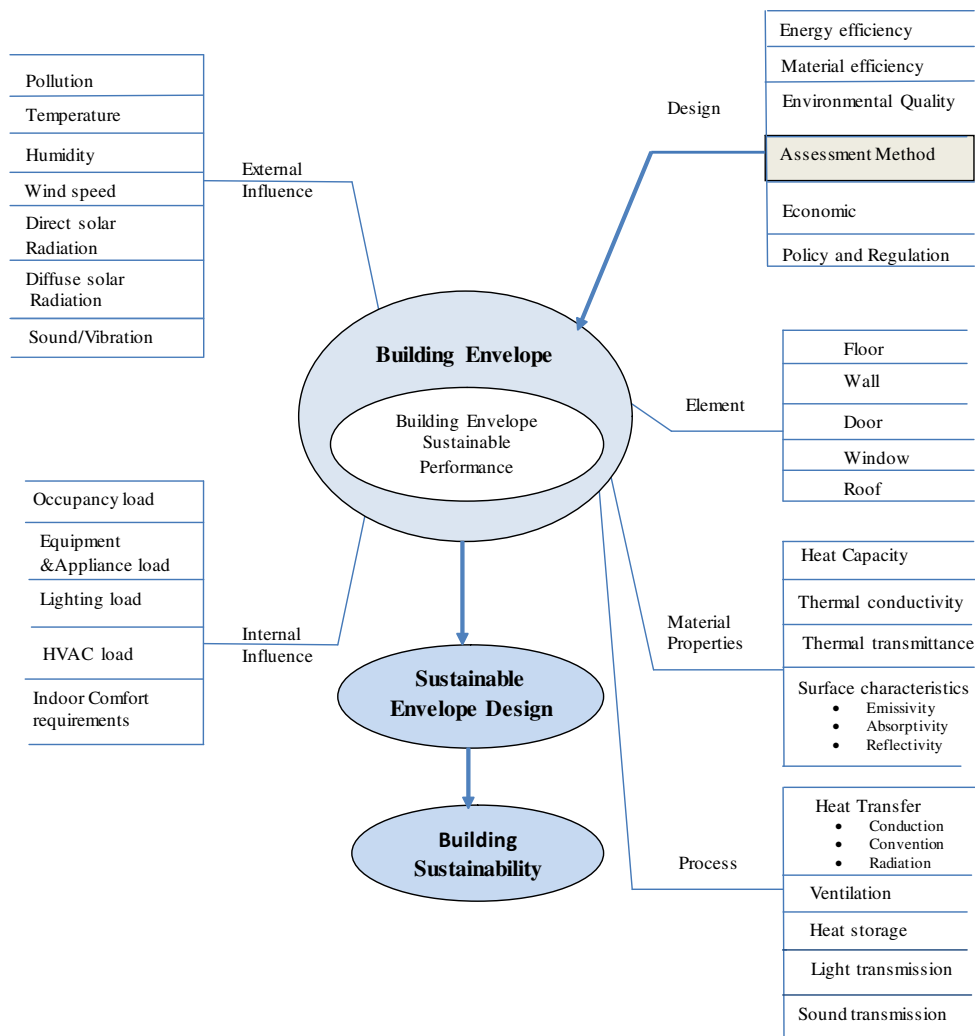 Pollution
Temperature
Humidity
Wind speed
Direct solar
Radiation
Diffuse solar
Radiation
Sound/Vibration
External
Influence
Design
Energy efficiency
Material efficiency
Environmental Quality
Assessment Method
Economic
Policy and Regulation
Building Envelope
Building Envelope
Sustainable
Performance
Element
Floor
Wall
Door
Window
Roof
Occupancy load
Equipment
&Appliance load
Lighting load
HVAC load
Indoor Comfort
requirements
Internal
Influence
Material
Properties
Heat Capacity
Thermal conductivity
Thermal transmittance
Surface characteristics
• Emissivity
• Absorptivity
• Reflectivity
Sustainable
Envelope Design
Building
Sustainability
Process
Heat Transfer
• Conduction
• Convention
• Radiation
Ventilation
Heat storage
Light transmission
Sound transmission